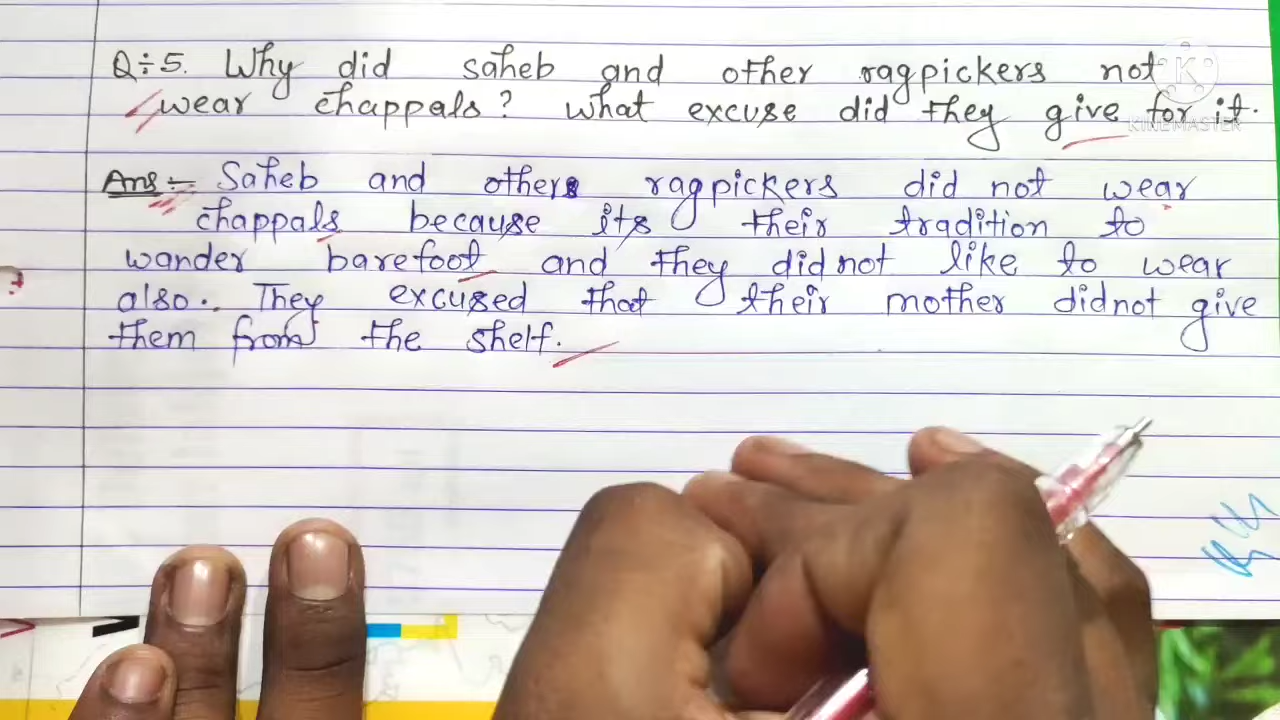 Q÷5. Why did saheb and other ragpickers not
wear chappals? what excuse did they give for it.
KINEMASTER
Ans:- Saheb and others ragpickers did not wear
chappals because its their tradition to
wander barefoot and they didnot like to wear
also. They excused that their mother didnot give
them from the shelf.